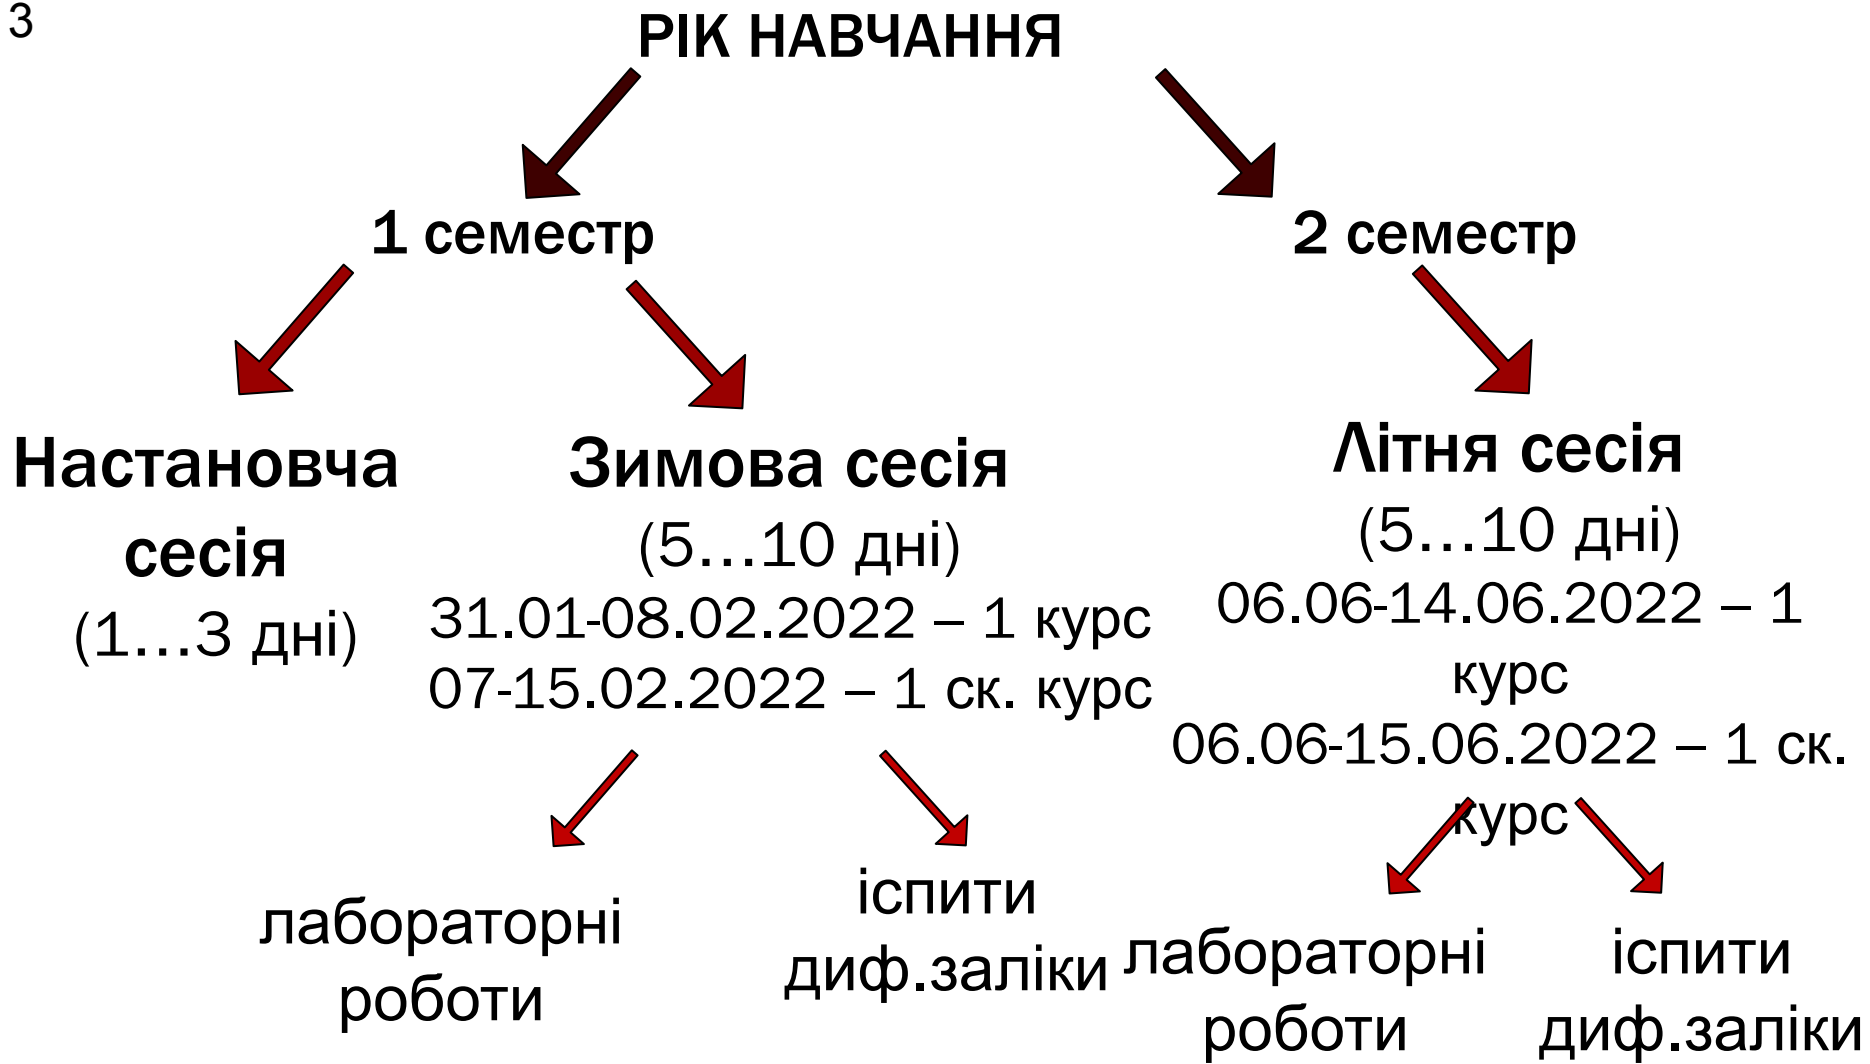 3
РІК НАВЧАННЯ
1 семестр
2 семестр
Настановча
сесія
(1…3 дні)
Зимова сесія
(5…10 дні)
31.01-08.02.2022 – 1 курс
07-15.02.2022 – 1 ск. курс
Літня сесія
(5…10 дні)
06.06-14.06.2022 – 1
курс
06.06-15.06.2022 – 1 ск.
курс
лабораторні
роботи
іспити
диф.заліки
лабораторні
роботи
іспити
диф.заліки